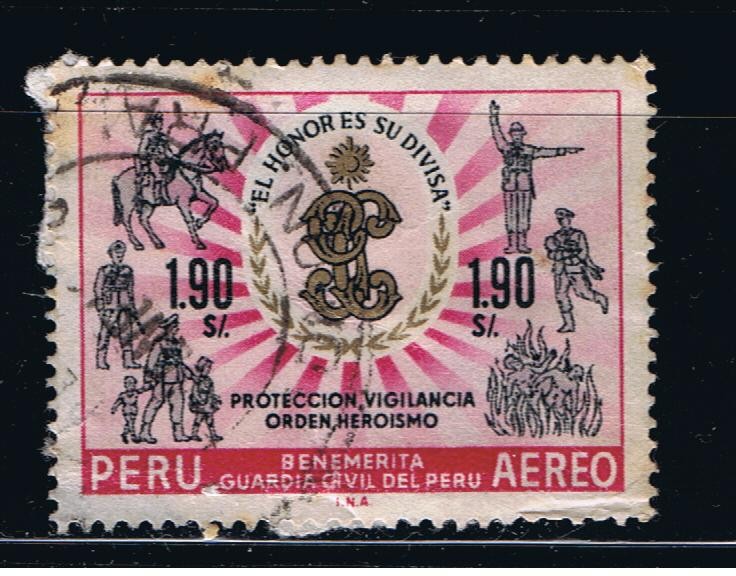 "EL HONOR ES SU DIVISA"
1.90 S/.
1.90 S/.
PROTECCION, VIGILANCIA
ORDEN, HEROISMO
PERU
BENEMERITA
GUARDIA CIVIL DEL PERU
AEREO
I.N.A.